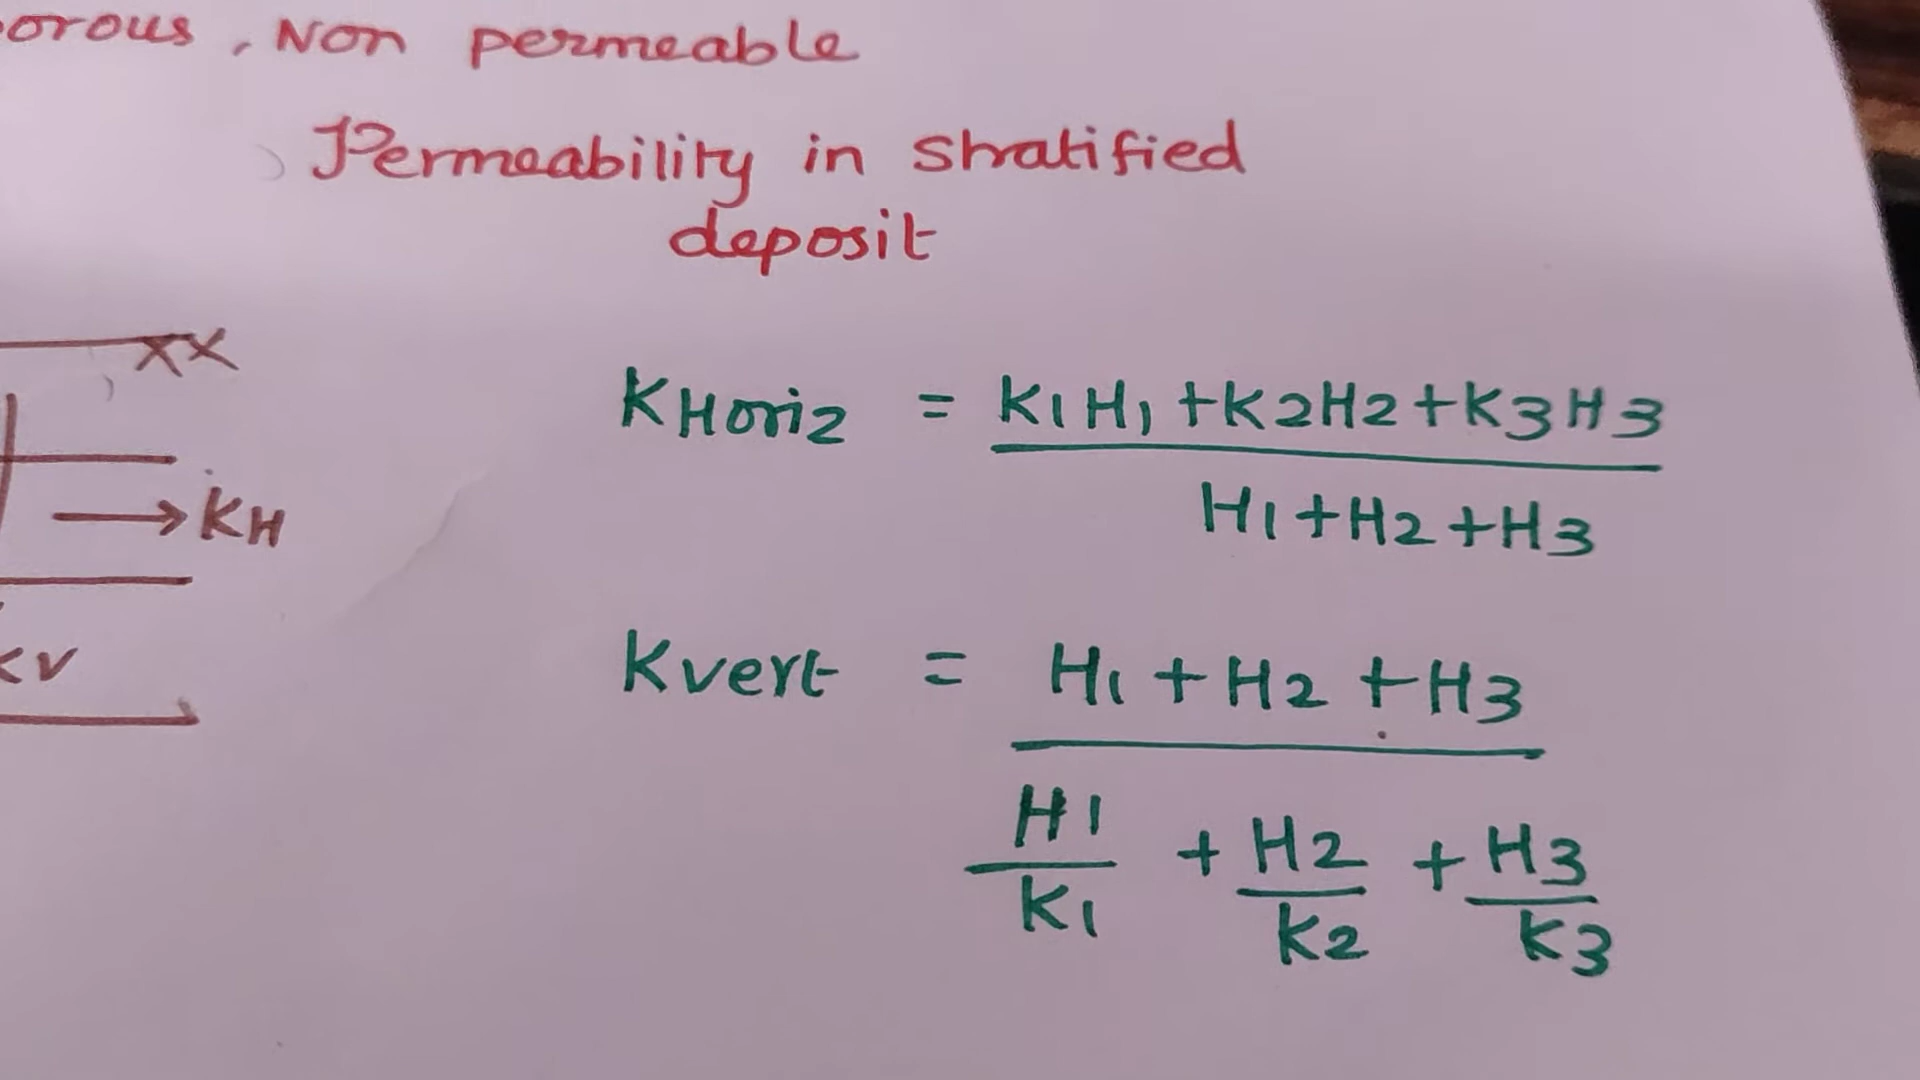 orous, Non permeable
Permeability in stratified
deposit
XX
KHoriz = K1H1 + K2H2 + K3H3
H1 + H2 + H3
KH
Kvert = H1 + H2 + H3
KV
H1 + H2 + H3
K1 K2 K3